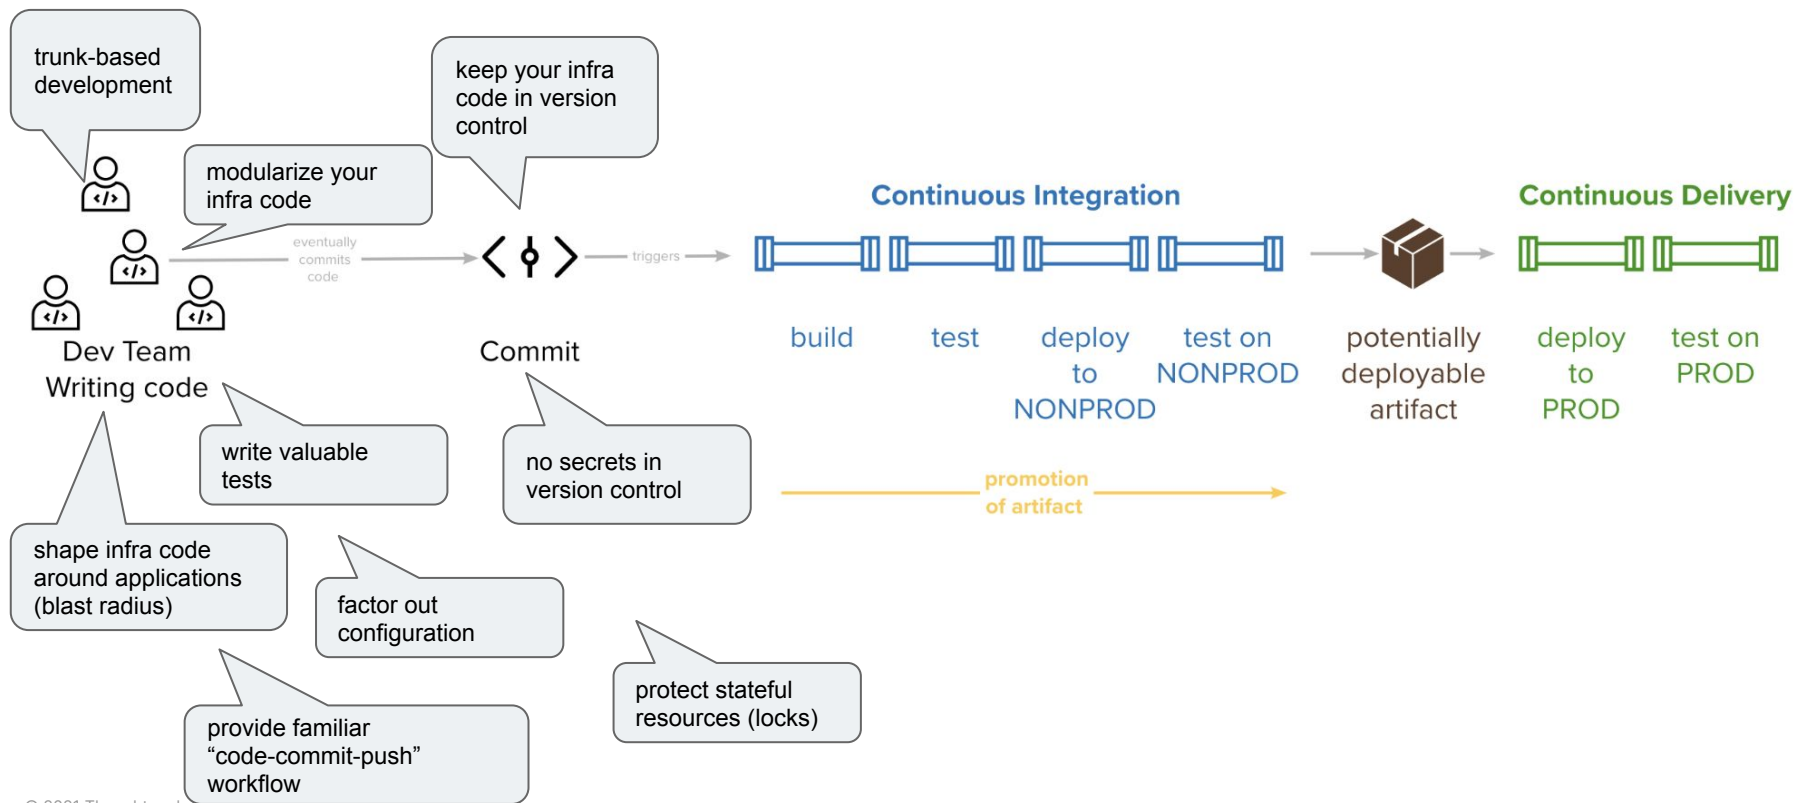 trunk-based
development
keep your infra
code in version
control
modularize your
infra code
</>
</>
</>
</>
eventually
commits
code
triggers
Continuous Integration
Continuous Delivery
Dev Team
Writing code
Commit
build
test
deploy
to
NONPROD
test on
NONPROD
potentially
deployable
artifact
deploy
to
PROD
test on
PROD
write valuable
tests
no secrets in
version control
promotion
of artifact
shape infra code
around applications
(blast radius)
factor out
configuration
protect stateful
resources (locks)
provide familiar
“code-commit-push”
workflow